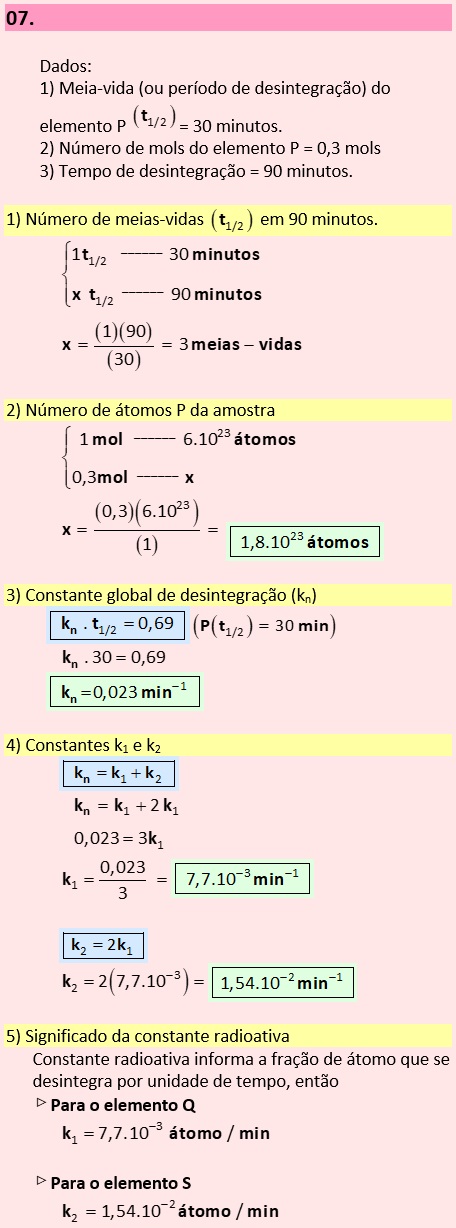 07.
Dados:
1) Meia-vida (ou período de desintegração) do
elemento P (t₁/₂) = 30 minutos.
2) Número de mols do elemento P = 0,3 mols
3) Tempo de desintegração = 90 minutos.
1) Número de meias-vidas (t₁/₂) em 90 minutos.
1t₁/₂ ------ 30 minutos
x t₁/₂ ------ 90 minutos
x = (1)(90)/(30) = 3 meias – vidas
2) Número de átomos P da amostra
1 mol ------ 6.10²³ átomos
0,3mol ------ x
x = (0,3)(6.10²³)/(1) = 1,8.10²³ átomos
3) Constante global de desintegração (kₙ)
kₙ . t₁/₂ = 0,69 (P(t₁/₂) = 30 min)
kₙ . 30 = 0,69
kₙ = 0,023 min⁻¹
4) Constantes k₁ e k₂
kₙ = k₁ + k₂
kₙ = k₁ + 2 k₁
0,023 = 3k₁
k₁ = 0,023/3 = 7,7.10⁻³ min⁻¹
k₂ = 2k₁
k₂ = 2(7,7.10⁻³) = 1,54.10⁻² min⁻¹
5) Significado da constante radioativa
Constante radioativa informa a fração de átomo que se
desintegra por unidade de tempo, então
▷ Para o elemento Q
k₁ = 7,7.10⁻³ átomo / min
▷ Para o elemento S
k₂ = 1,54.10⁻² átomo / min